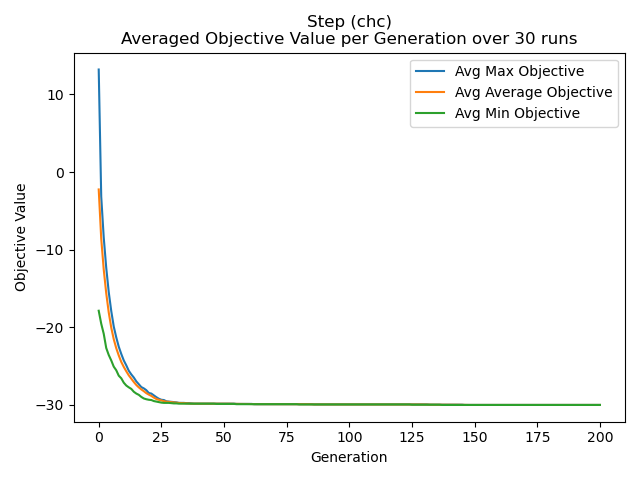 Step (chc)
Averaged Objective Value per Generation over 30 runs
Avg Max Objective
Avg Average Objective
Avg Min Objective
Objective Value
10
0
−10
−20
−30
0 25 50 75 100 125 150 175 200
Generation